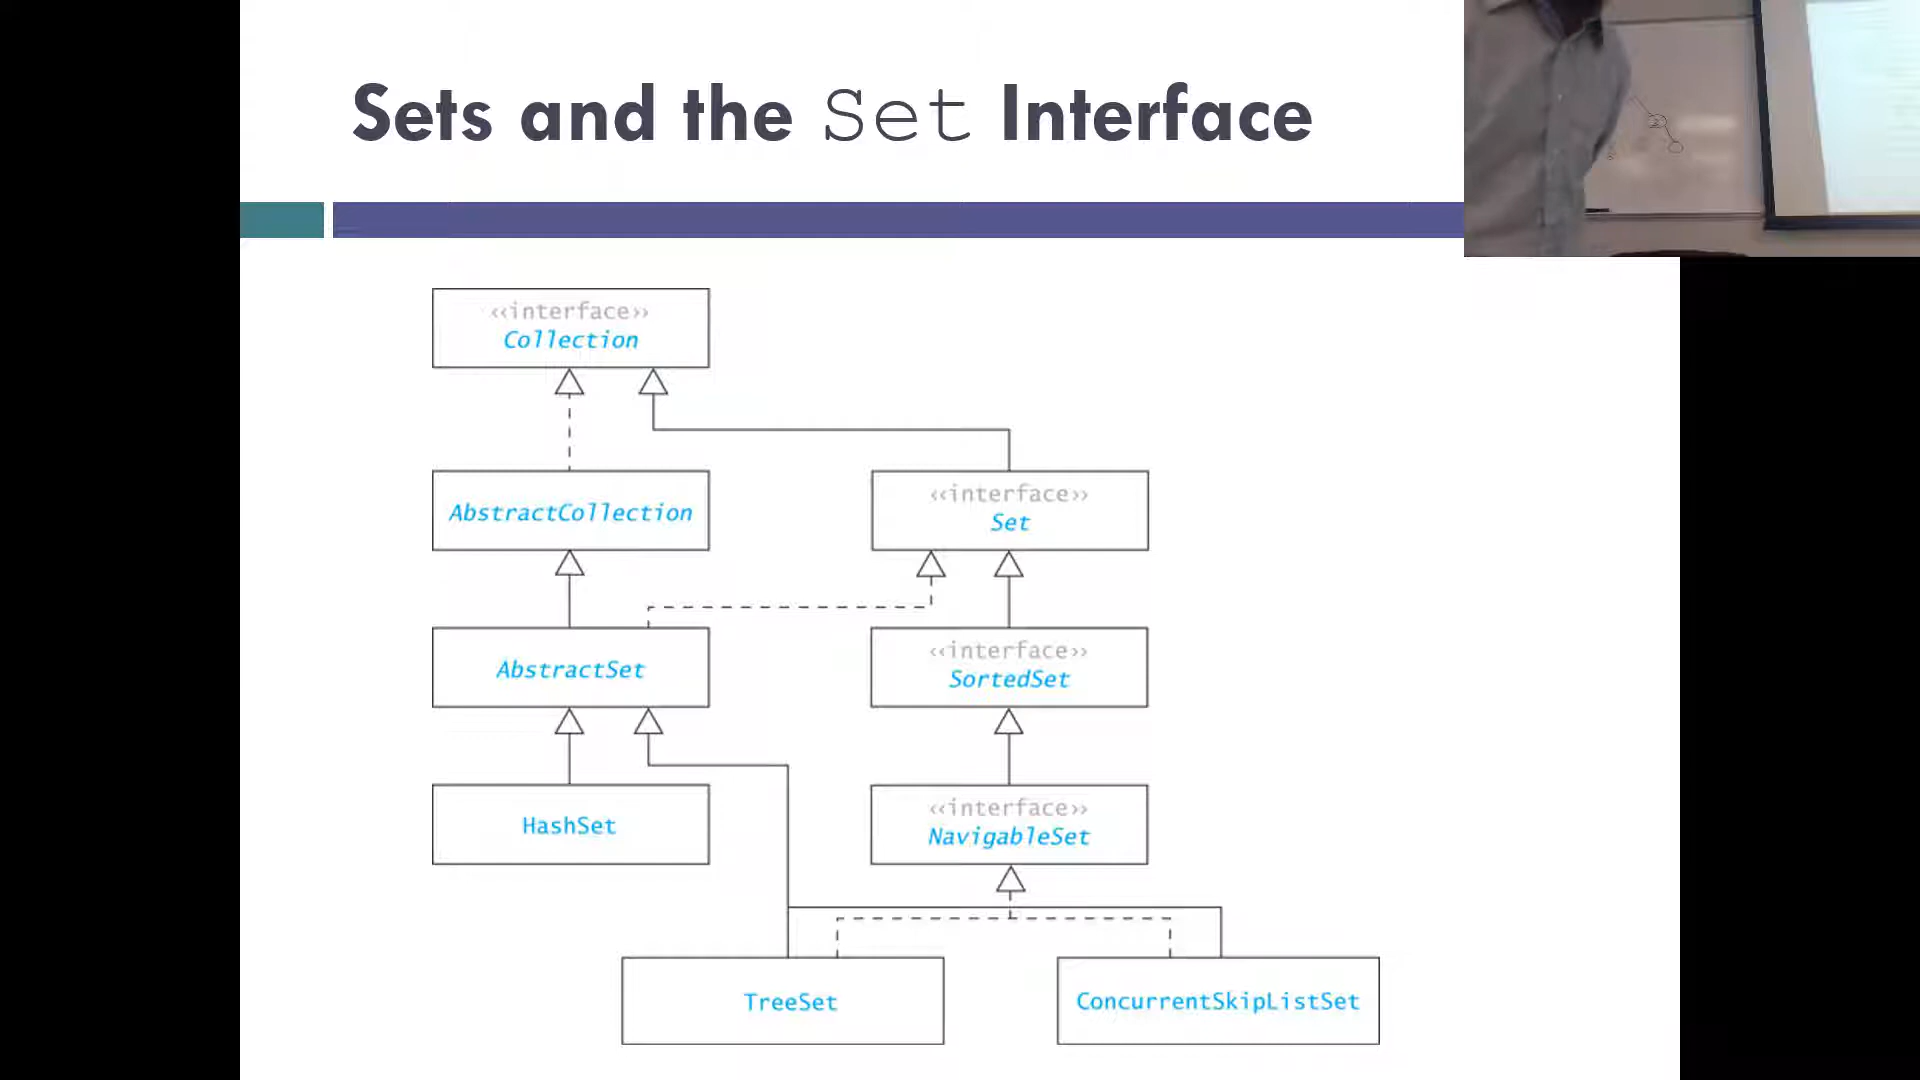 Sets and the Set Interface
‹‹interface››
Collection
AbstractCollection
‹‹interface››
Set
AbstractSet
‹‹interface››
SortedSet
HashSet
‹‹interface››
NavigableSet
TreeSet
ConcurrentSkipListSet